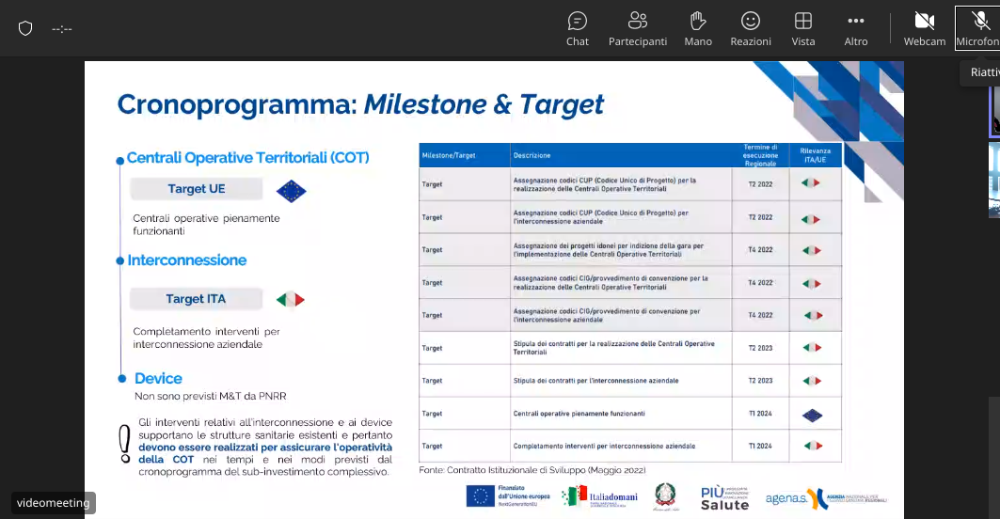 --:--
Chat
Partecipanti
Mano
Reazioni
Vista
Altro
Webcam
Microfon
Riatti
Cronoprogramma: Milestone & Target
Centrali Operative Territoriali (COT)
Target UE
Centrali operative pienamente
funzionanti
Interconnessione
Target ITA
Completamento interventi per
interconnessione aziendale
Device
Non sono previsti M&T da PNRR
! Gli interventi relativi all'interconnessione e ai device
supportano le strutture sanitarie esistenti e pertanto
devono essere realizzati per assicurare l'operatività
della COT nei tempi e nei modi previsti dal
cronoprogramma del sub-investimento complessivo.
Milestone/Target
Descrizione
Termine di
esecuzione
Regionale
Rilevanza
ITA/UE
Target
Assegnazione codici CUP (Codice Unico di Progetto) per la
realizzazione delle Centrali Operative Territoriali
T2 2022
Target
Assegnazione codici CUP (Codice Unico di Progetto) per
l'interconnessione aziendale
T2 2022
Target
Assegnazione dei progetti idonei per indizione della gara per
l'implementazione delle Centrali Operative Territoriali
T4 2022
Target
Assegnazione codici CIG/provvedimento di convenzione per la
realizzazione delle Centrali Operative Territoriali
T4 2022
Target
Assegnazione codici CIG/provvedimento di convenzione per
l'interconnessione aziendale
T4 2022
Target
Stipula dei contratti per la realizzazione delle Centrali Operative
Territoriali
T2 2023
Target
Stipula dei contratti per l'interconnessione aziendale
T2 2023
Target
Centrali operative pienamente funzionanti
T1 2024
Target
Completamento interventi per interconnessione aziendale
T1 2024
Fonte: Contratto Istituzionale di Sviluppo (Maggio 2022)
Finanziato
dall'Unione europea
NextGenerationEU
Italiadomani
PIÙ
Salute
agenas
AGENZIA NAZIONALE PER
I SERVIZI SANITARI REGIONALI
videomeeting